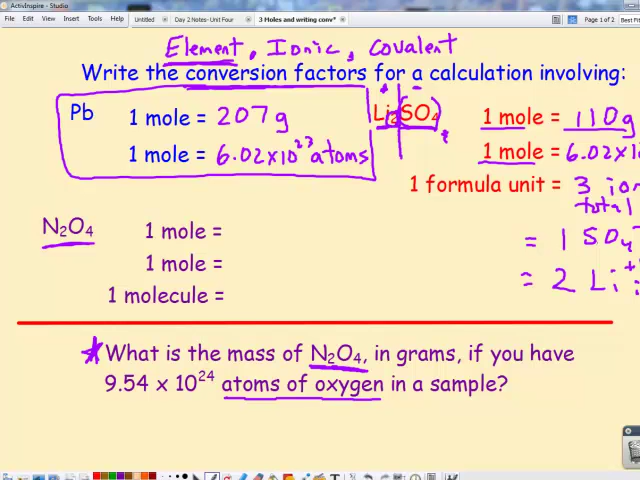 ActivInspire - Studio
File Edit View Insert Tools Help
Untitled Day 2 Notes- Unit Four 3 Holes and writing conv* Page 1 of 2
Element, Ionic, Covalent
Write the conversion factors for a calculation involving:
Pb 1 mole = 207 g Li₂SO₄ 1 mole = 110 g
1 mole = 6.02x10²³ atoms 1 mole = 6.02x10
1 formula unit = 3 ion
total
= 1 SO₄
N₂O₄ 1 mole =
1 mole = = 2 Li⁺
1 molecule =
What is the mass of N₂O₄, in grams, if you have
9.54 x 10²⁴ atoms of oxygen in a sample?